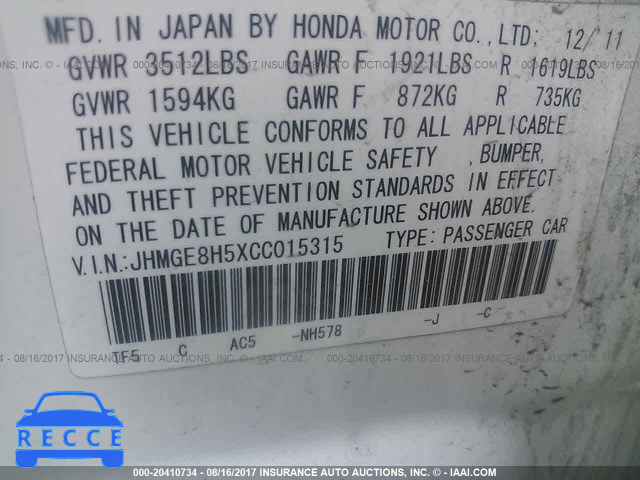 MFD. IN JAPAN BY HONDA MOTOR CO., LTD; 12/11
GVWR 3512LBS GAWR F 1921LBS R 1619LBS
GVWR 1594KG GAWR F 872KG R 735KG
THIS VEHICLE CONFORMS TO ALL APPLICABLE
FEDERAL MOTOR VEHICLE SAFETY , BUMPER,
AND THEFT PREVENTION STANDARDS IN EFFECT
ON THE DATE OF MANUFACTURE SHOWN ABOVE.
V.I.N.:JHMGE8H5XCC015315 TYPE: PASSENGER CAR
TF5 C AC5 -NH578 -J -C
RECCE
000-20410734 - 08/16/2017 INSURANCE AUTO AUCTIONS, INC. - © - IAAI.COM